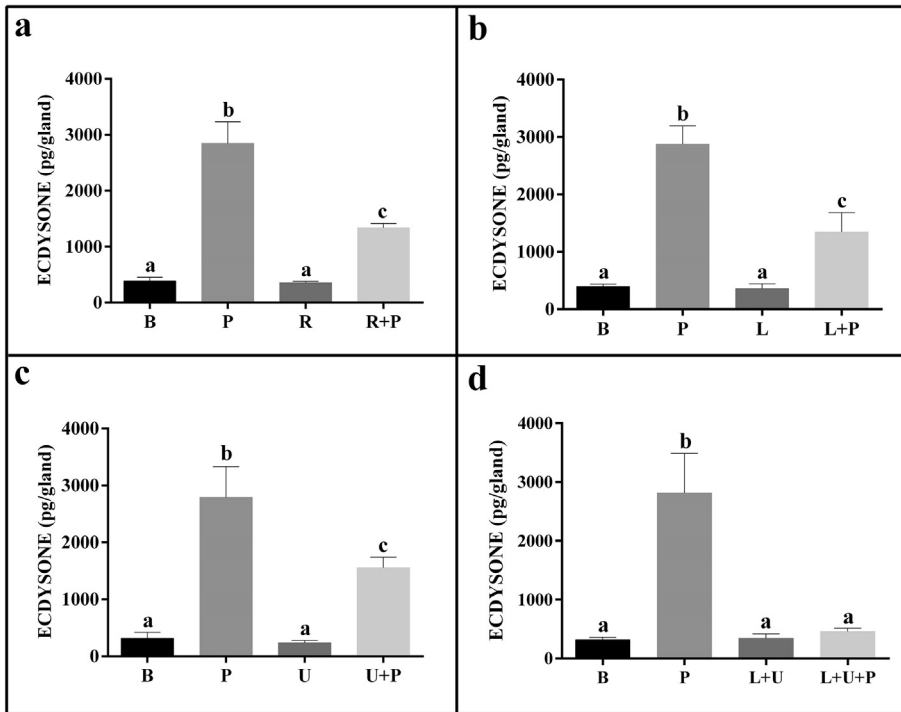 a
ECDYSONE (pg/gland)
4000
3000
2000
1000
0
a
b
a
c
B P R R+P
b
ECDYSONE (pg/gland)
4000
3000
2000
1000
0
a
b
a
c
B P L L+P
c
ECDYSONE (pg/gland)
4000
3000
2000
1000
0
a
b
a
c
B P U U+P
d
ECDYSONE (pg/gland)
4000
3000
2000
1000
0
a
b
a
a
B P L+U L+U+P